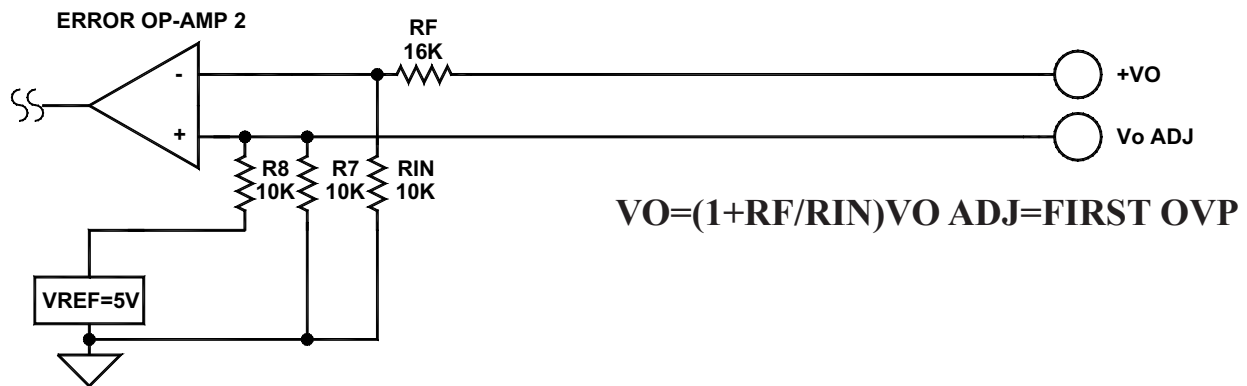 ERROR OP-AMP 2
RF
16K
-
+VO
+
Vo ADJ
R8
10K
R7
10K
RIN
10K
VO=(1+RF/RIN)VO ADJ=FIRST OVP
VREF=5V